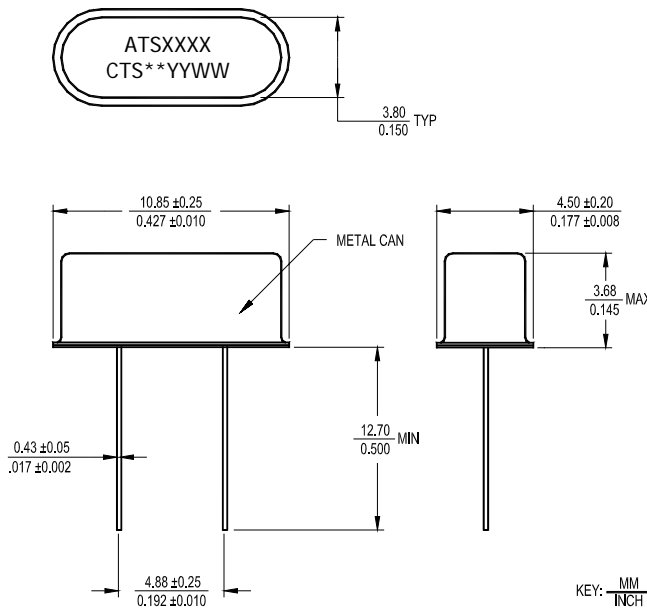 ATSXXXX
CTS**YYWW
3.80
0.150
TYP
10.85 ±0.25
0.427 ±0.010
4.50 ±0.20
0.177 ±0.008
METAL CAN
3.68
0.145
MAX
12.70
0.500
MIN
0.43 ±0.05
.017 ±0.002
4.88 ±0.25
0.192 ±0.010
KEY: MM
INCH